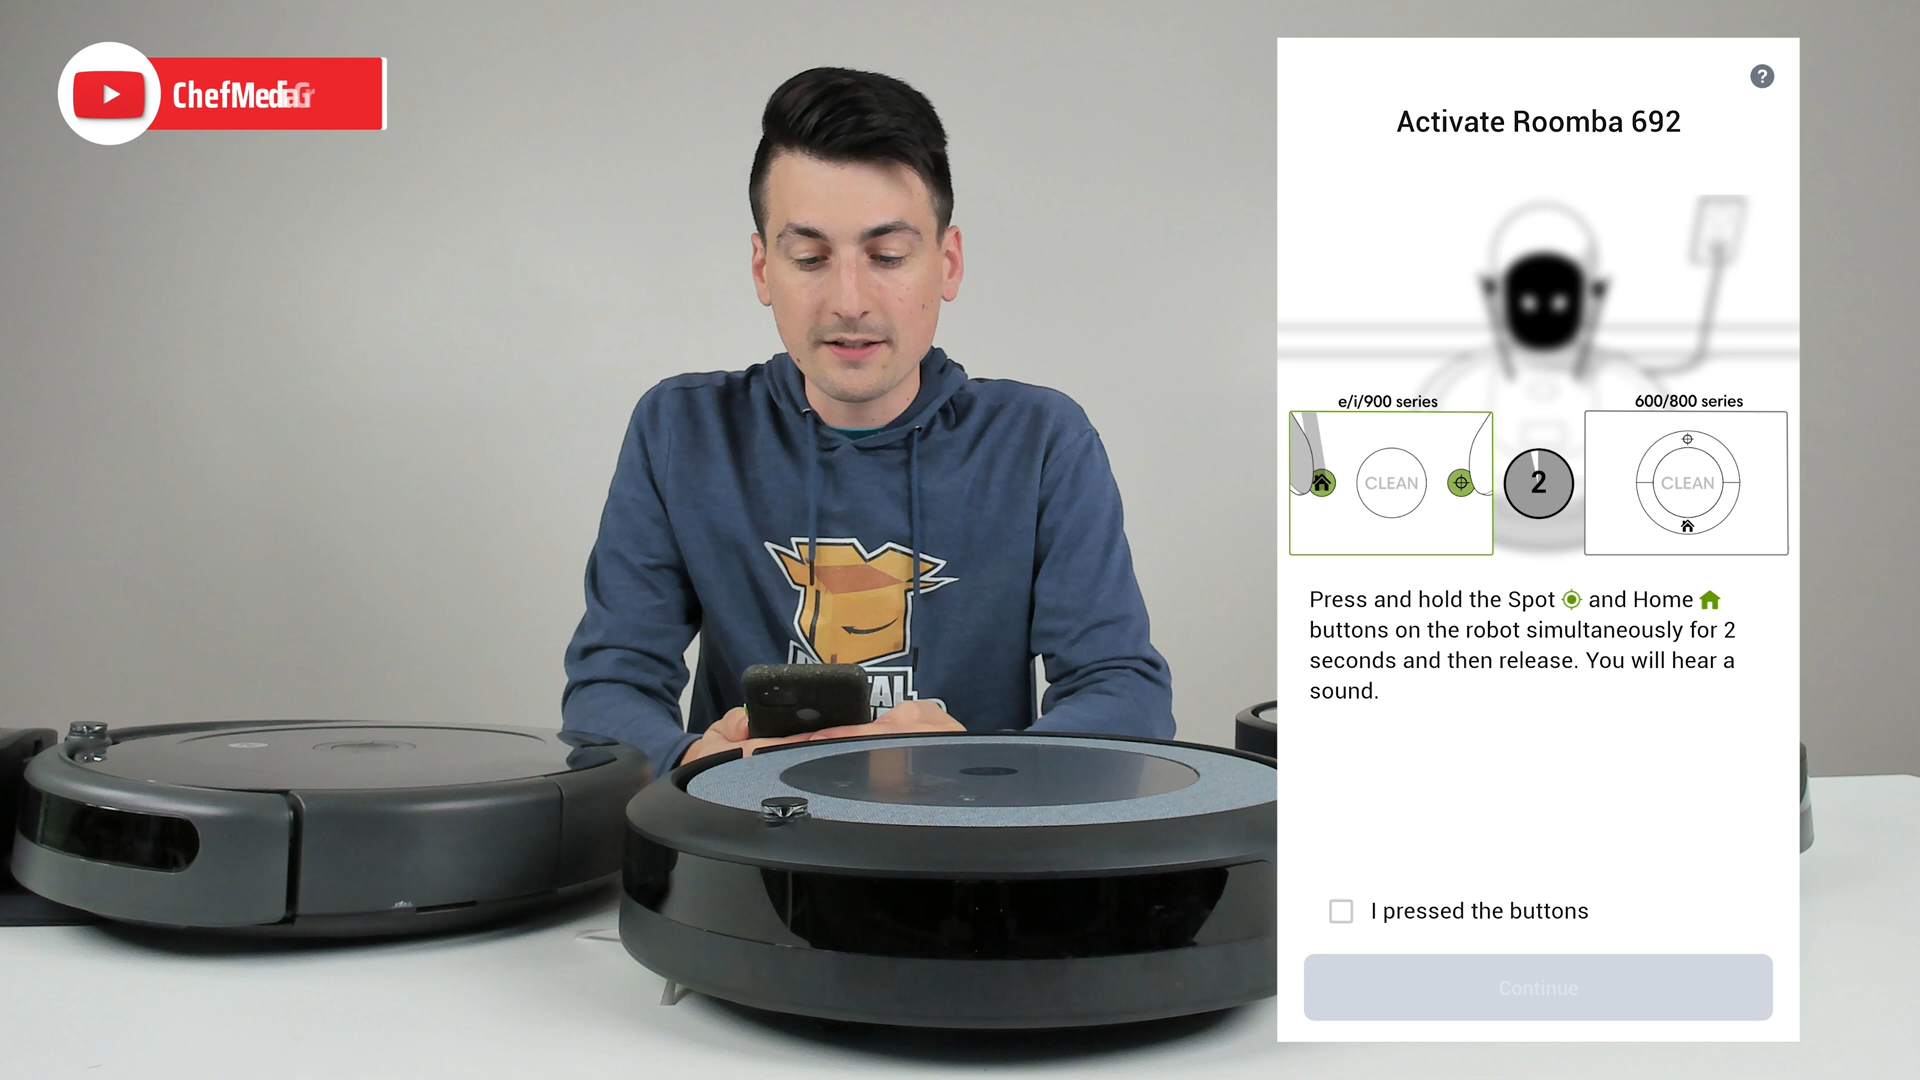 ChefMedia
Activate Roomba 692
e/i/900 series
600/800 series
CLEAN
2
CLEAN
Press and hold the Spot and Home
buttons on the robot simultaneously for 2
seconds and then release. You will hear a
sound.
I pressed the buttons
Continue